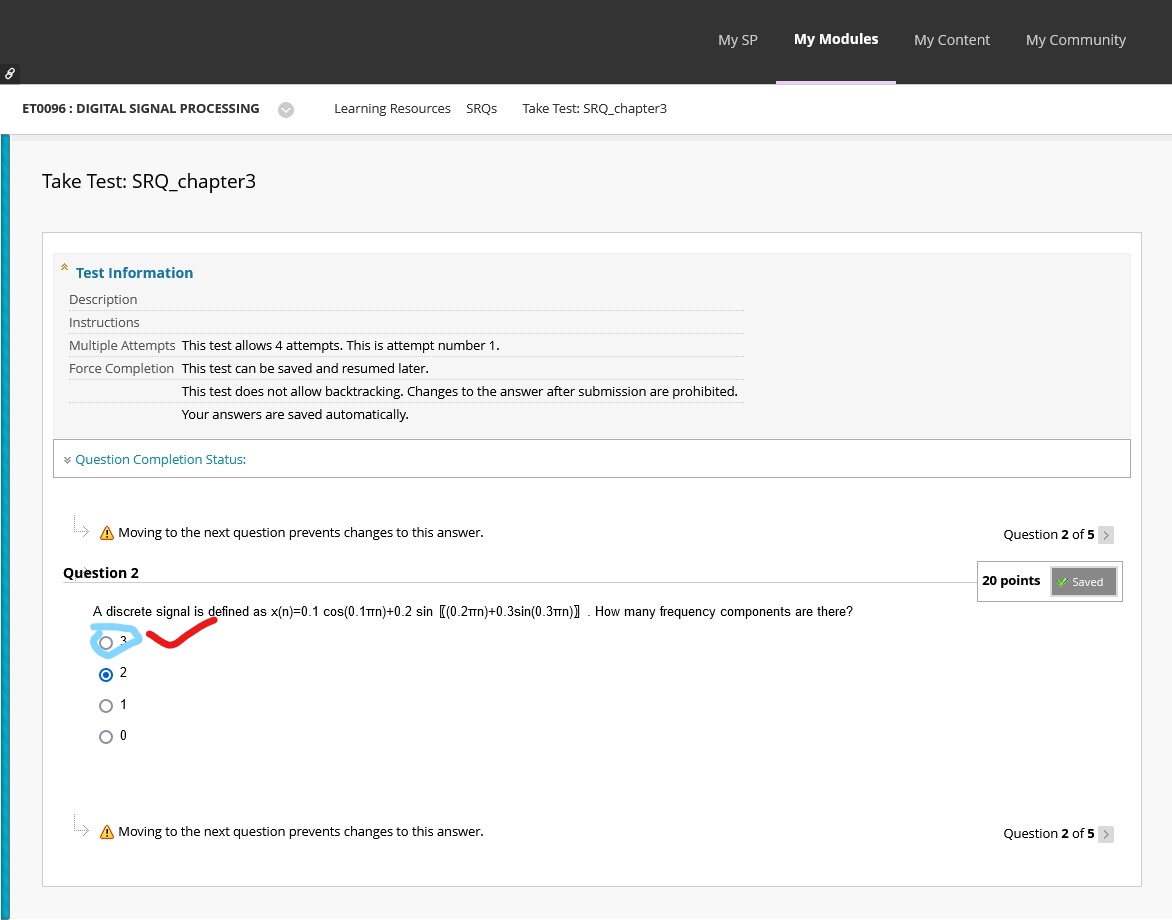 My SP My Modules My Content My Community
ET0096 : DIGITAL SIGNAL PROCESSING Learning Resources SRQs Take Test: SRQ_chapter3
Take Test: SRQ_chapter3
Test Information
Description
Instructions
Multiple Attempts This test allows 4 attempts. This is attempt number 1.
Force Completion This test can be saved and resumed later.
This test does not allow backtracking. Changes to the answer after submission are prohibited.
Your answers are saved automatically.
Question Completion Status:
Moving to the next question prevents changes to this answer. Question 2 of 5 >
Question 2 20 points Saved
A discrete signal is defined as x(n)=0.1 cos(0.1πn)+0.2 sin 〖(0.2πn)+0.3sin(0.3πn)〗 . How many frequency components are there?
3
2
1
0
Moving to the next question prevents changes to this answer. Question 2 of 5 >